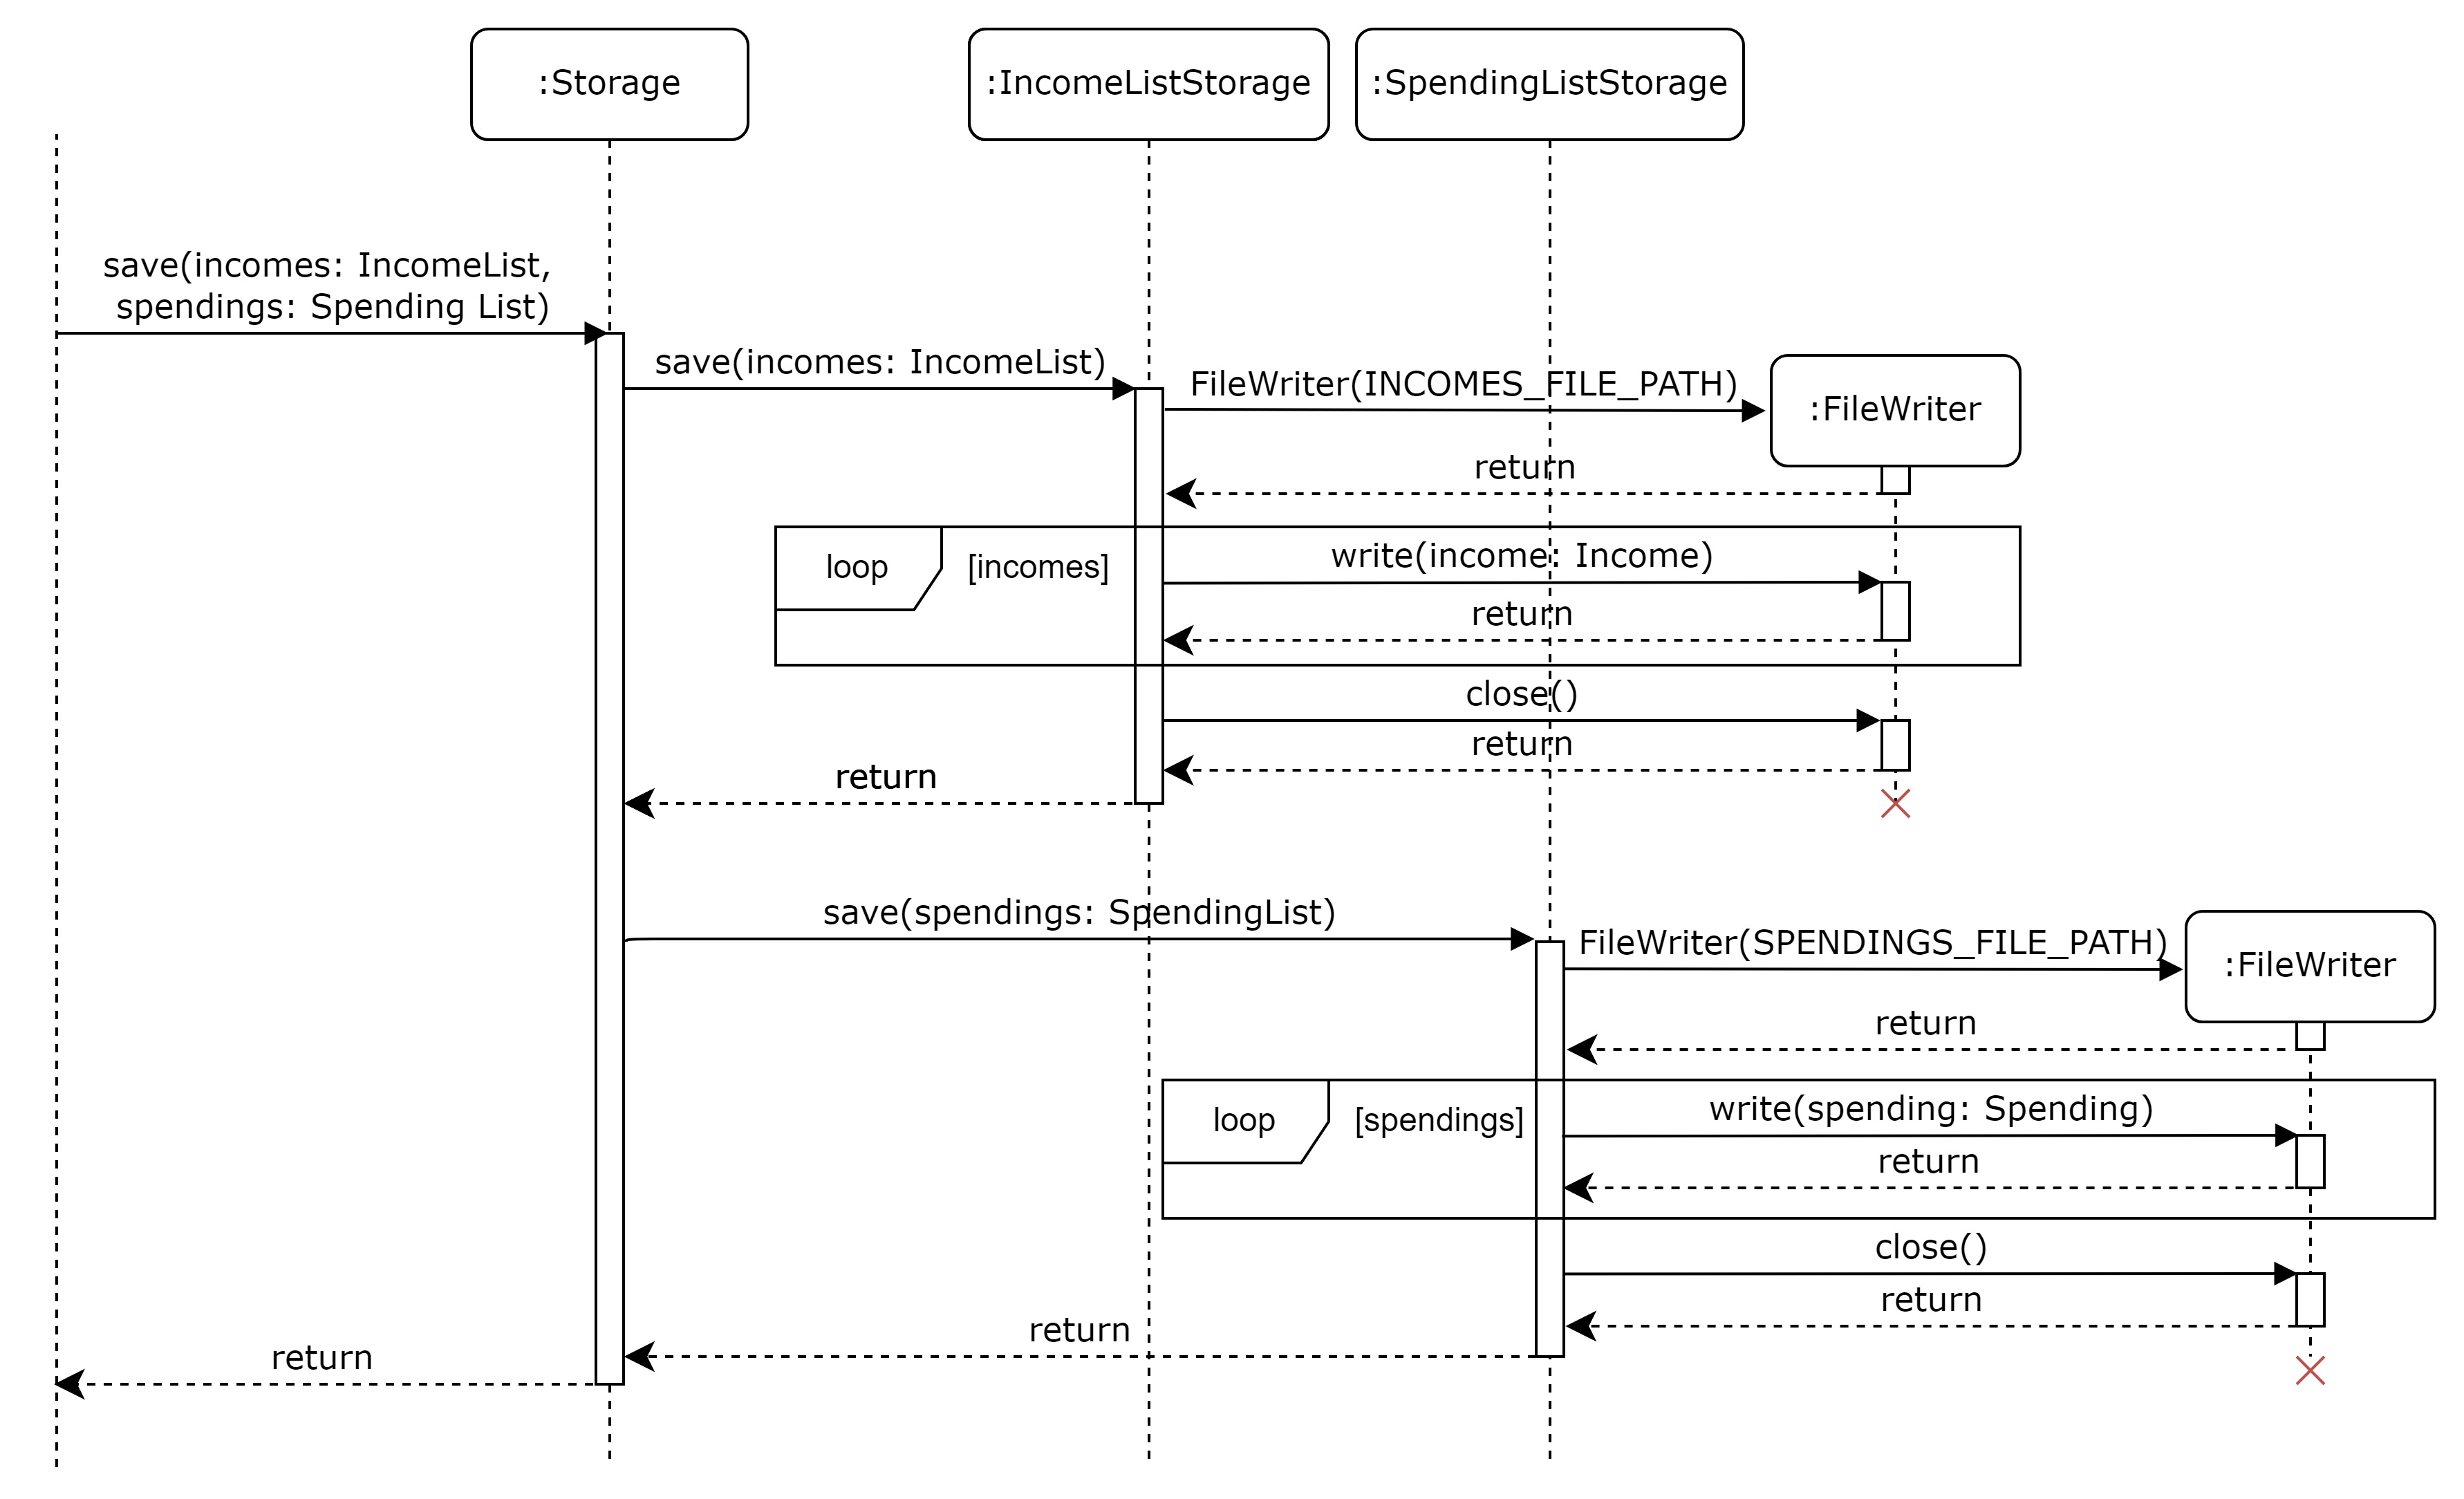 :Storage
:IncomeListStorage
:SpendingListStorage
save(incomes: IncomeList,
spendings: Spending List)
save(incomes: IncomeList)
FileWriter(INCOMES_FILE_PATH)
:FileWriter
return
loop
[incomes]
write(income: Income)
return
close()
return
return
save(spendings: SpendingList)
FileWriter(SPENDINGS_FILE_PATH)
:FileWriter
return
loop
[spendings]
write(spending: Spending)
return
close()
return
return
return